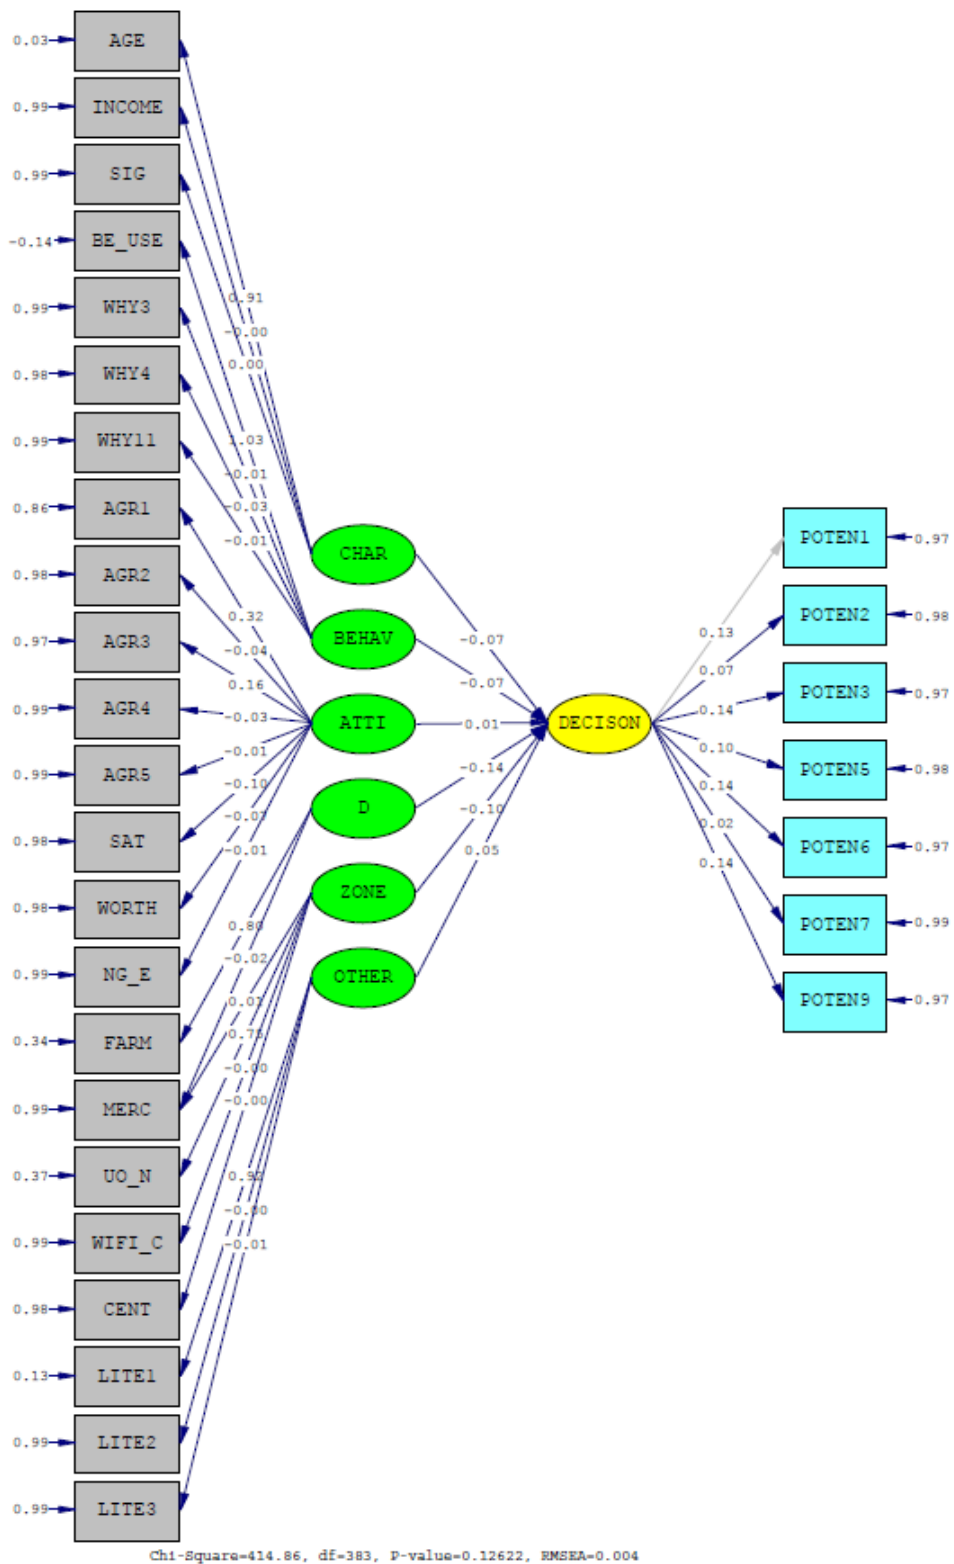 0.03 AGE
0.99 INCOME
0.99 SIG
-0.14 BE_USE
0.99 WHY3
0.98 WHY4
0.99 WHY11
0.86 AGR1
0.98 AGR2
0.97 AGR3
0.99 AGR4
0.99 AGR5
0.98 SAT
0.98 WORTH
0.99 NG_E
0.34 FARM
0.99 MERC
0.37 UO_N
0.99 WIFI_C
0.98 CENT
0.13 LITE1
0.99 LITE2
0.99 LITE3
0.91
-0.00
0.00
1.03
-0.01
-0.03
-0.01
0.32
-0.04
0.16
-0.03
-0.01
-0.10
-0.07
-0.01
0.80
-0.02
0.01
0.75
-0.00
-0.00
0.92
-0.00
-0.01
CHAR
BEHAV
ATTI
D
ZONE
OTHER
-0.07
-0.07
0.01
-0.14
-0.10
0.05
DECISON
0.13
0.07
0.14
0.10
0.14
0.02
0.14
POTEN1 0.97
POTEN2 0.98
POTEN3 0.97
POTEN5 0.98
POTEN6 0.97
POTEN7 0.99
POTEN9 0.97
Chi-Square=414.86, df=383, P-value=0.12622, RMSEA=0.004